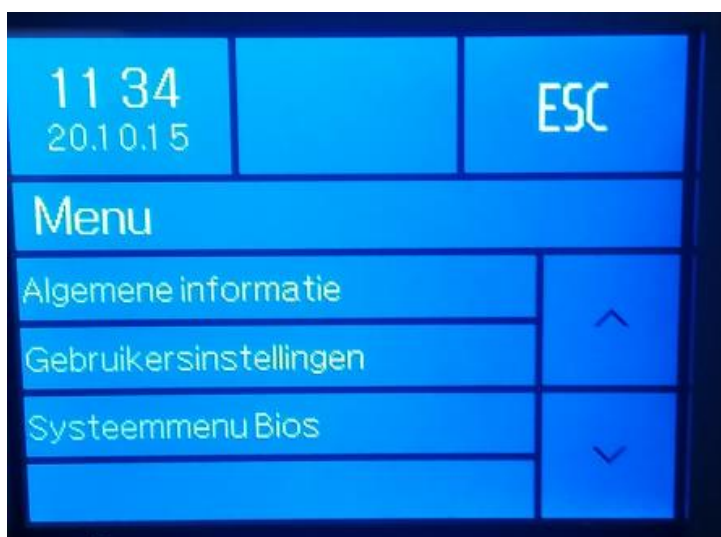 11 34
20.10.15
ESC
Menu
Algemene informatie
Gebruikersinstellingen
Systeemmenu Bios